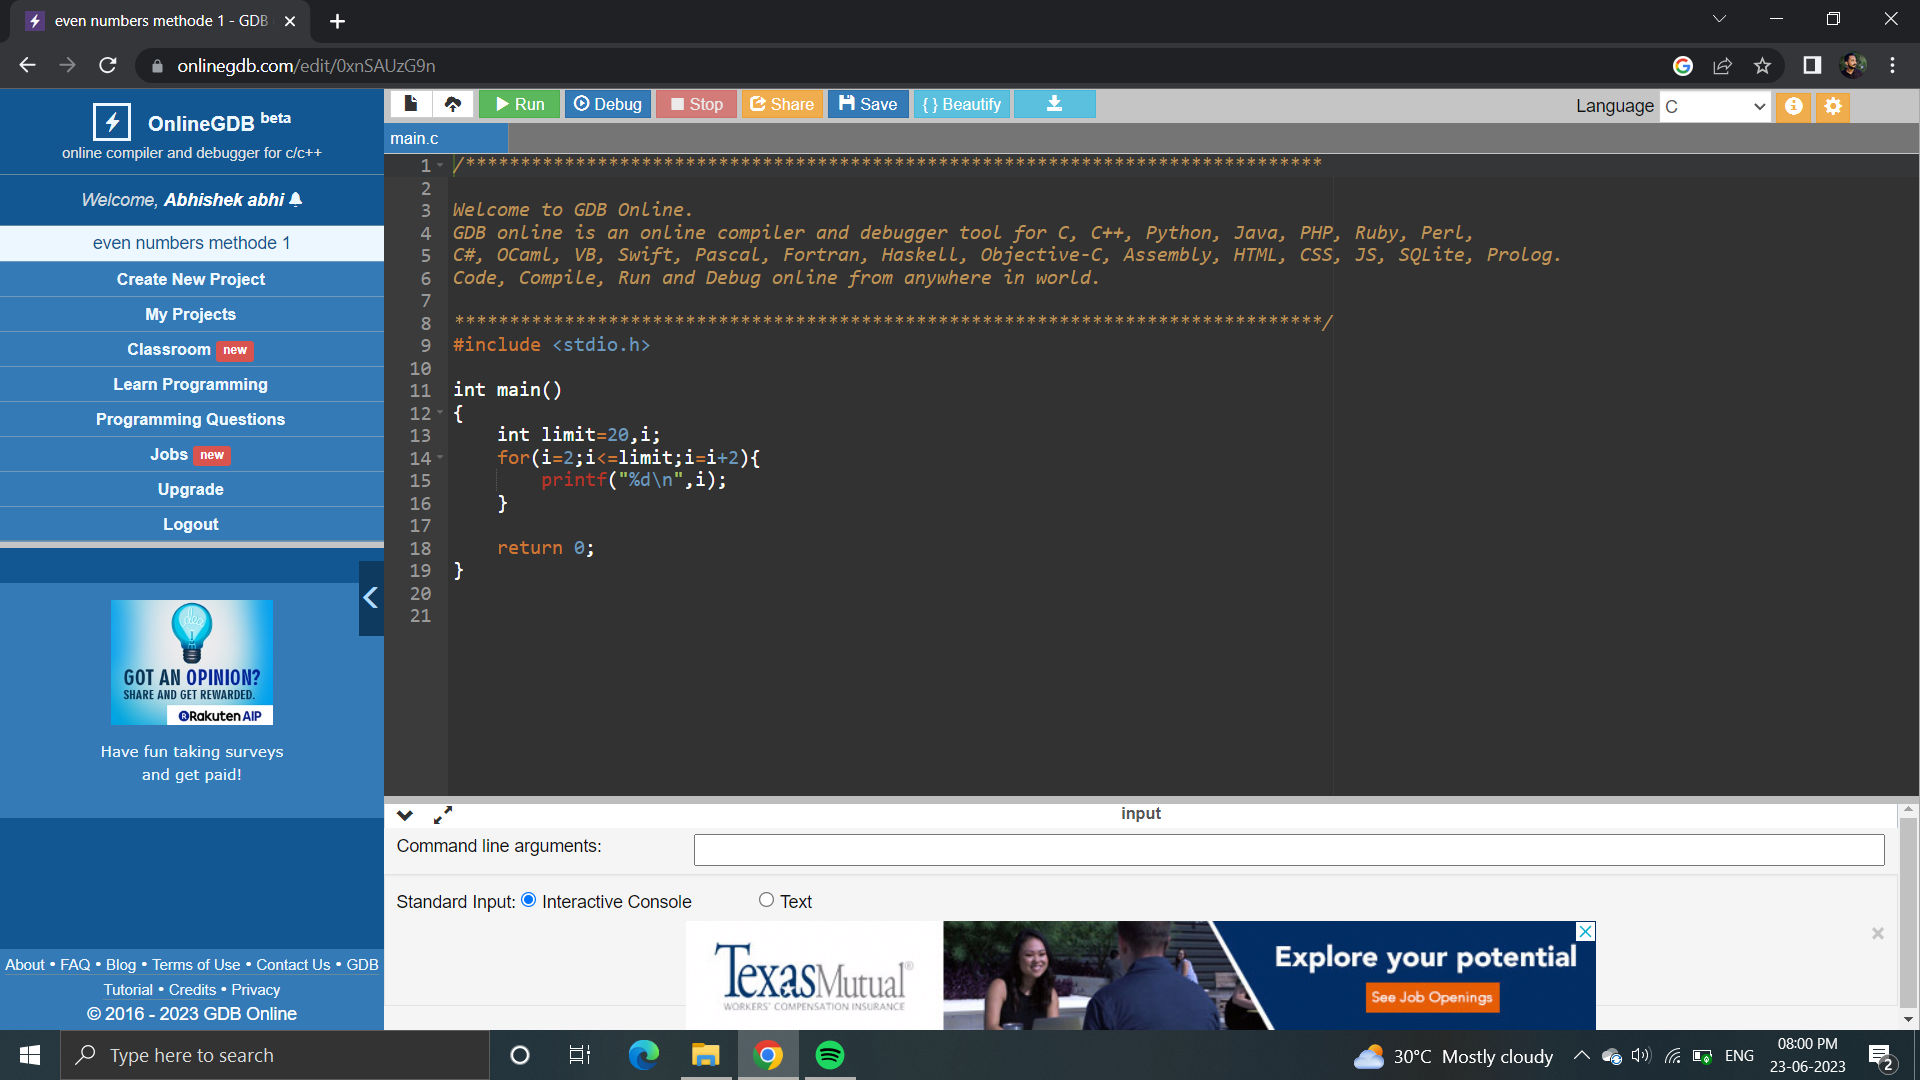 even numbers methode 1 - GDB
onlinegdb.com/edit/0xnSAUzG9n
OnlineGDB beta
online compiler and debugger for c/c++
Welcome, Abhishek abhi
even numbers methode 1
Create New Project
My Projects
Classroom new
Learn Programming
Programming Questions
Jobs new
Upgrade
Logout
idea
GOT AN OPINION?
SHARE AND GET REWARDED.
Rakuten AIP
Have fun taking surveys
and get paid!
About • FAQ • Blog • Terms of Use • Contact Us • GDB
Tutorial • Credits • Privacy
© 2016 - 2023 GDB Online
Run Debug Stop Share Save { } Beautify
Language C
main.c
1 /******************************************************************************
2
3 Welcome to GDB Online.
4 GDB online is an online compiler and debugger tool for C, C++, Python, Java, PHP, Ruby, Perl,
5 C#, OCaml, VB, Swift, Pascal, Fortran, Haskell, Objective-C, Assembly, HTML, CSS, JS, SQLite, Prolog.
6 Code, Compile, Run and Debug online from anywhere in world.
7
8 *******************************************************************************/
9 #include <stdio.h>
10
11 int main()
12 {
13     int limit=20,i;
14     for(i=2;i<=limit;i=i+2){
15         printf("%d\n",i);
16     }
17
18     return 0;
19 }
20
21
input
Command line arguments:
Standard Input: Interactive Console Text
TexasMutual®
WORKERS' COMPENSATION INSURANCE
Explore your potential
See Job Openings
Type here to search
30°C Mostly cloudy
ENG
08:00 PM
23-06-2023
2